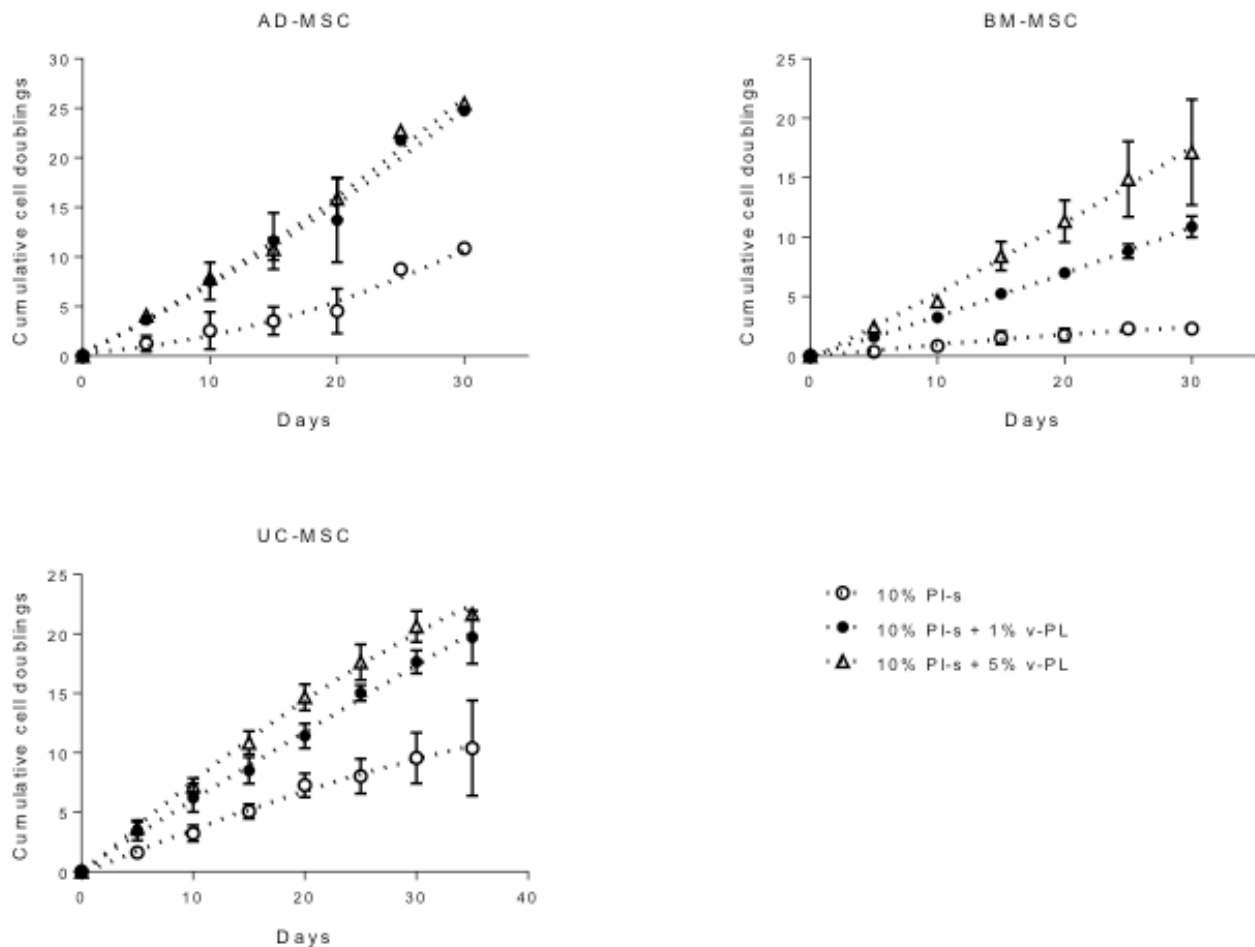 AD-MSC
Cumulative cell doublings
30
25
20
15
10
5
0
0 10 20 30
Days
BM-MSC
Cumulative cell doublings
25
20
15
10
5
0
0 10 20 30
Days
UC-MSC
Cumulative cell doublings
25
20
15
10
5
0
0 10 20 30 40
Days
10% PI-s
10% PI-s + 1% v-PL
10% PI-s + 5% v-PL